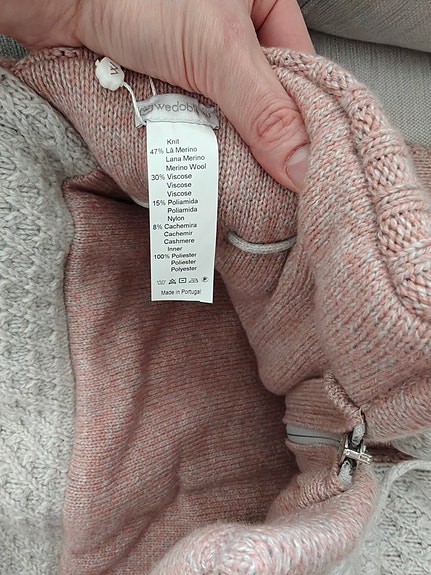 Knit
47% Lã Merino
Lana Merino
Merino Wool
30% Viscose
Viscose
Viscose
15% Poliamida
Poliamida
Nylon
8% Cachemira
Cachemir
Cashmere
Inner
100% Poliester
Poliester
Polyester
Made in Portugal